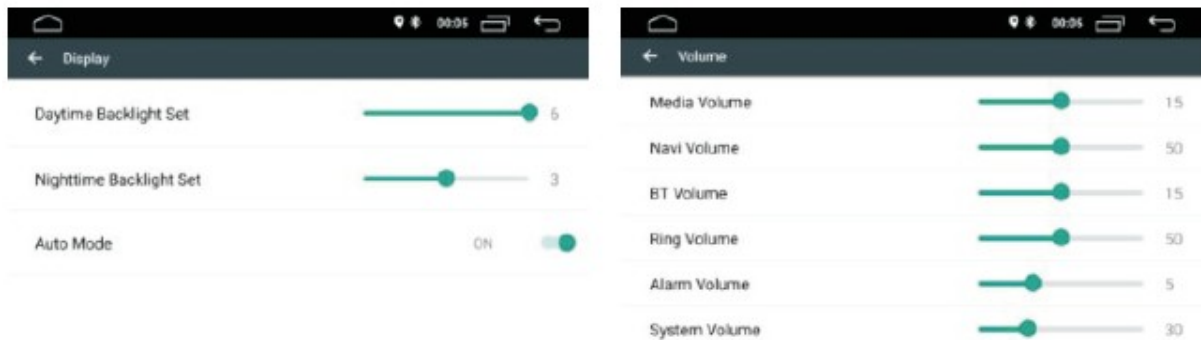 00:05
Display
Daytime Backlight Set 6
Nighttime Backlight Set 3
Auto Mode ON
00:05
Volume
Media Volume 15
Navi Volume 50
BT Volume 15
Ring Volume 50
Alarm Volume 5
System Volume 30